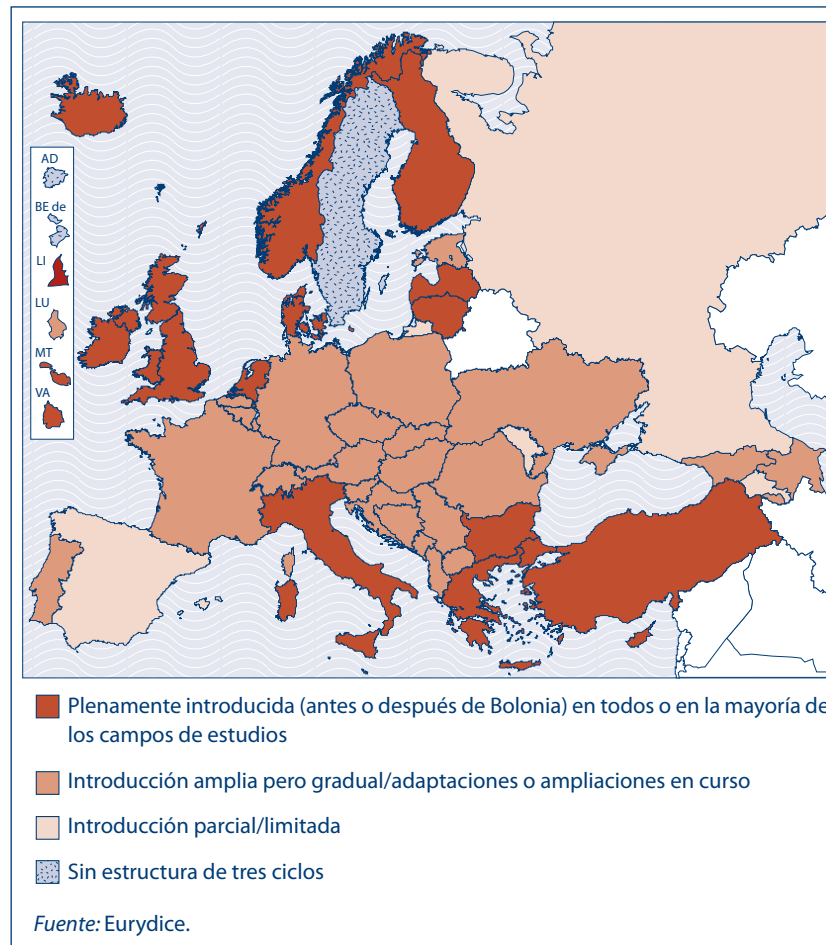 AD
BE de
LI
LU
MT
VA
Plenamente introducida (antes o después de Bolonia) en todos o en la mayoría de
los campos de estudios
Introducción amplia pero gradual/adaptaciones o ampliaciones en curso
Introducción parcial/limitada
Sin estructura de tres ciclos
Fuente: Eurydice.